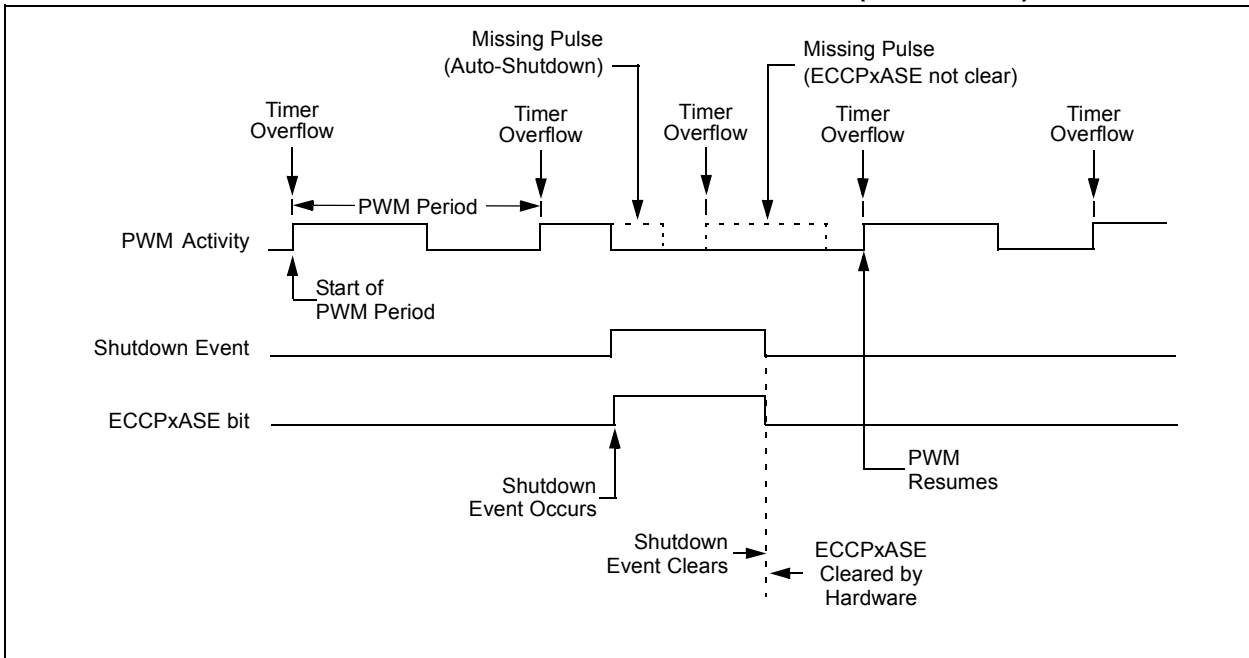 Missing Pulse
(Auto-Shutdown)
Missing Pulse
(ECCPxASE not clear)
Timer
Overflow
Timer
Overflow
Timer
Overflow
Timer
Overflow
Timer
Overflow
PWM Period
PWM Activity
Start of
PWM Period
Shutdown Event
ECCPxASE bit
Shutdown
Event Occurs
PWM
Resumes
Shutdown
Event Clears
ECCPxASE
Cleared by
Hardware